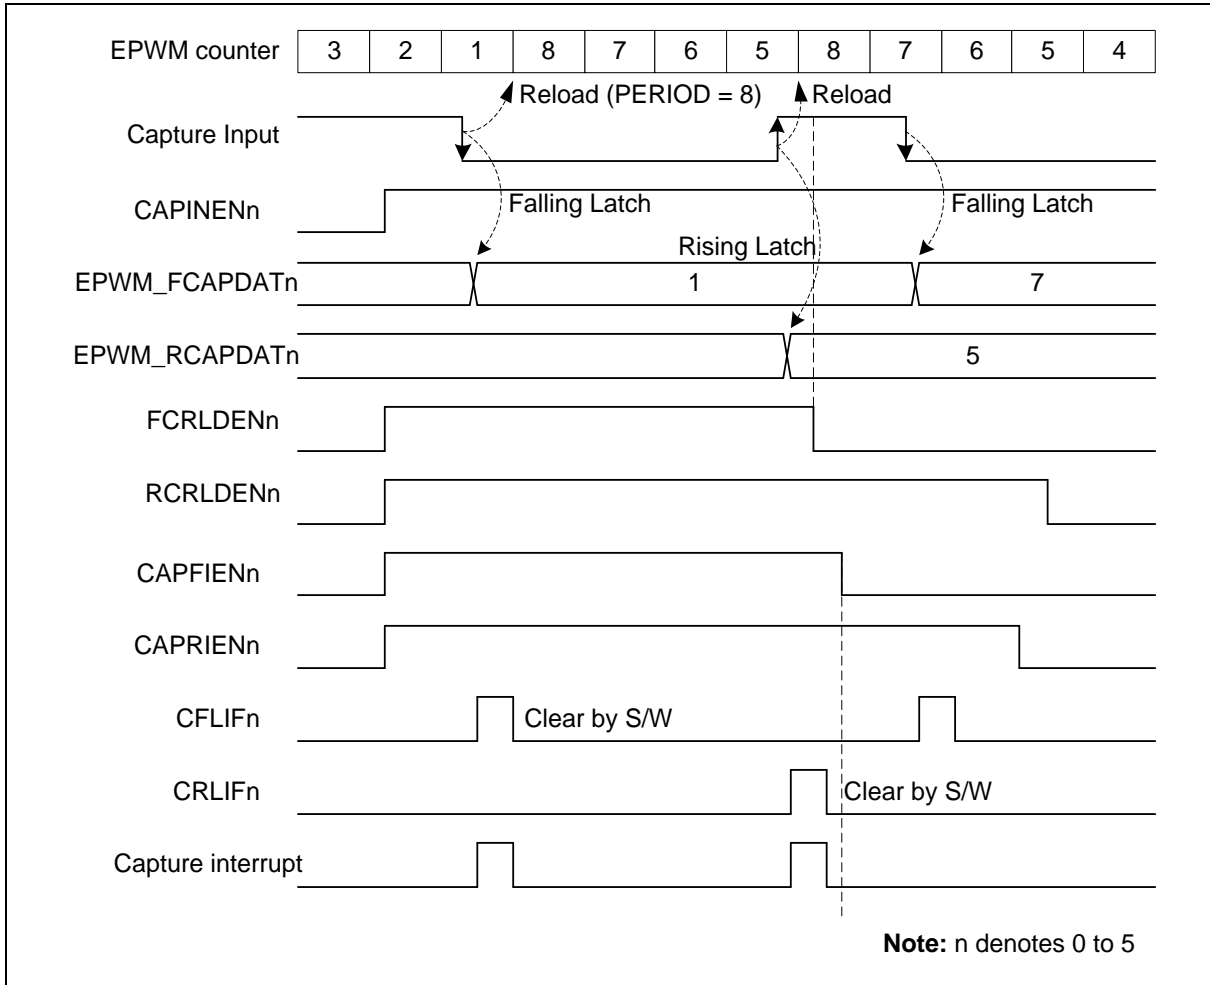 EPWM counter 3 2 1 8 7 6 5 8 7 6 5 4
Reload (PERIOD = 8) Reload
Capture Input
CAPINENn Falling Latch Falling Latch
Rising Latch
EPWM_FCAPDATn 1 7
EPWM_RCAPDATn 5
FCRLDENn
RCRLDENn
CAPFIENn
CAPRIENn
CFLIFn Clear by S/W
CRLIFn Clear by S/W
Capture interrupt
Note: n denotes 0 to 5